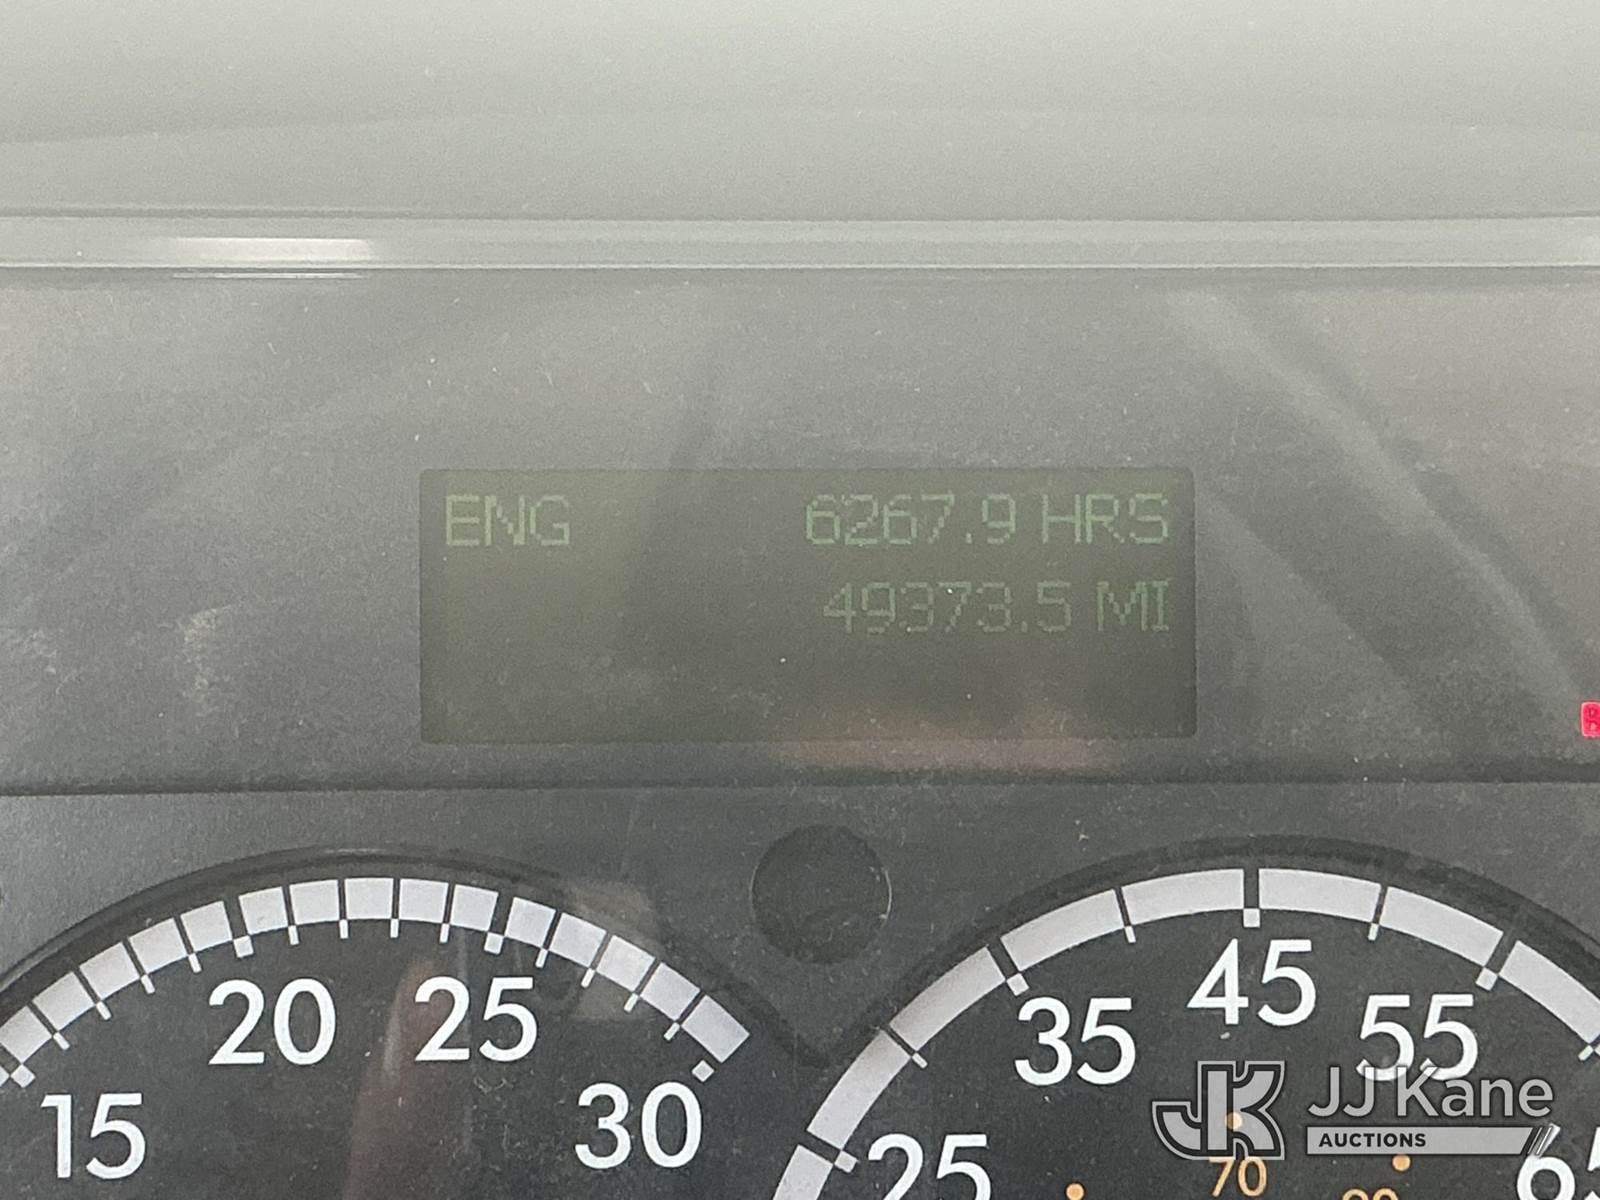 ENG 6267.9 HRS
49373.5 MI
15 20 25 30
25 35 45 55 65
70
JK JJ Kane
AUCTIONS